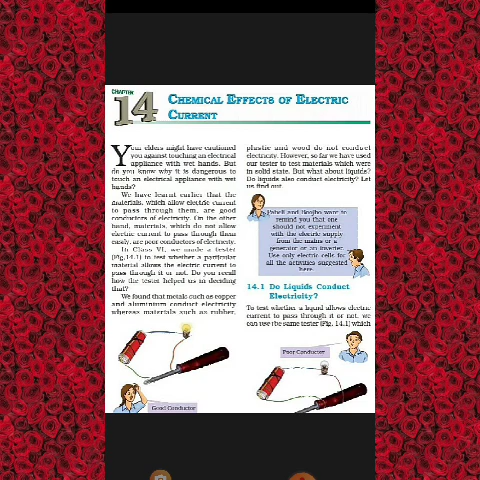 CHAPTER
14
CHEMICAL EFFECTS OF ELECTRIC
CURRENT
Your elders might have cautioned
you against touching an electrical
appliance with wet hands. But
do you know why it is dangerous to
touch an electrical appliance with wet
hands?
We have learnt earlier that the
materials, which allow electric current
to pass through them, are good
conductors of electricity. On the other
hand, materials, which do not allow
electric current to pass through them
easily, are poor conductors of electricity.
In Class VI, we made a tester
(Fig.14.1) to test whether a particular
material allows the electric current to
pass through it or not. Do you recall
how the tester helped us in deciding
that?
We found that metals such as copper
and aluminium conduct electricity
whereas materials such as rubber,
Good Conductor
plastic and wood do not conduct
electricity. However, so far we have used
our tester to test materials which were
in solid state. But what about liquids?
Do liquids also conduct electricity? Let
us find out.
Paheli and Boojho want to
remind you that one
should not experiment
with the electric supply
from the mains or a
generator or an inverter.
Use only electric cells for
all the activities suggested
here.
14.1 Do Liquids Conduct
Electricity?
To test whether a liquid allows electric
current to pass through it or not, we
can use the same tester (Fig. 14.1) which
Poor Conductor